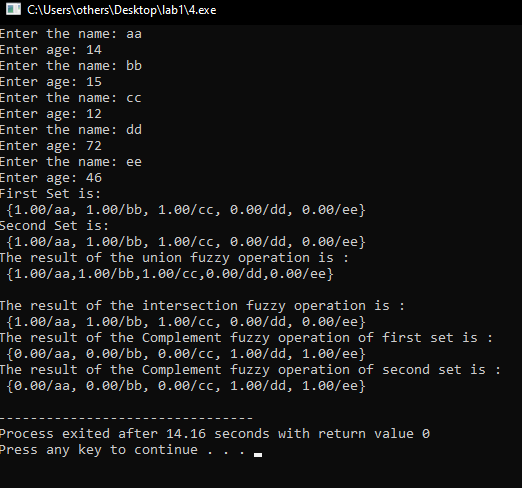 C:\Users\others\Desktop\lab1\4.exe
Enter the name: aa
Enter age: 14
Enter the name: bb
Enter age: 15
Enter the name: cc
Enter age: 12
Enter the name: dd
Enter age: 72
Enter the name: ee
Enter age: 46
First Set is:
{1.00/aa, 1.00/bb, 1.00/cc, 0.00/dd, 0.00/ee}
Second Set is:
{1.00/aa, 1.00/bb, 1.00/cc, 0.00/dd, 0.00/ee}
The result of the union fuzzy operation is :
{1.00/aa,1.00/bb,1.00/cc,0.00/dd,0.00/ee}
The result of the intersection fuzzy operation is :
{1.00/aa, 1.00/bb, 1.00/cc, 0.00/dd, 0.00/ee}
The result of the Complement fuzzy operation of first set is :
{0.00/aa, 0.00/bb, 0.00/cc, 1.00/dd, 1.00/ee}
The result of the Complement fuzzy operation of second set is :
{0.00/aa, 0.00/bb, 0.00/cc, 1.00/dd, 1.00/ee}
--------------------------------
Process exited after 14.16 seconds with return value 0
Press any key to continue . . .